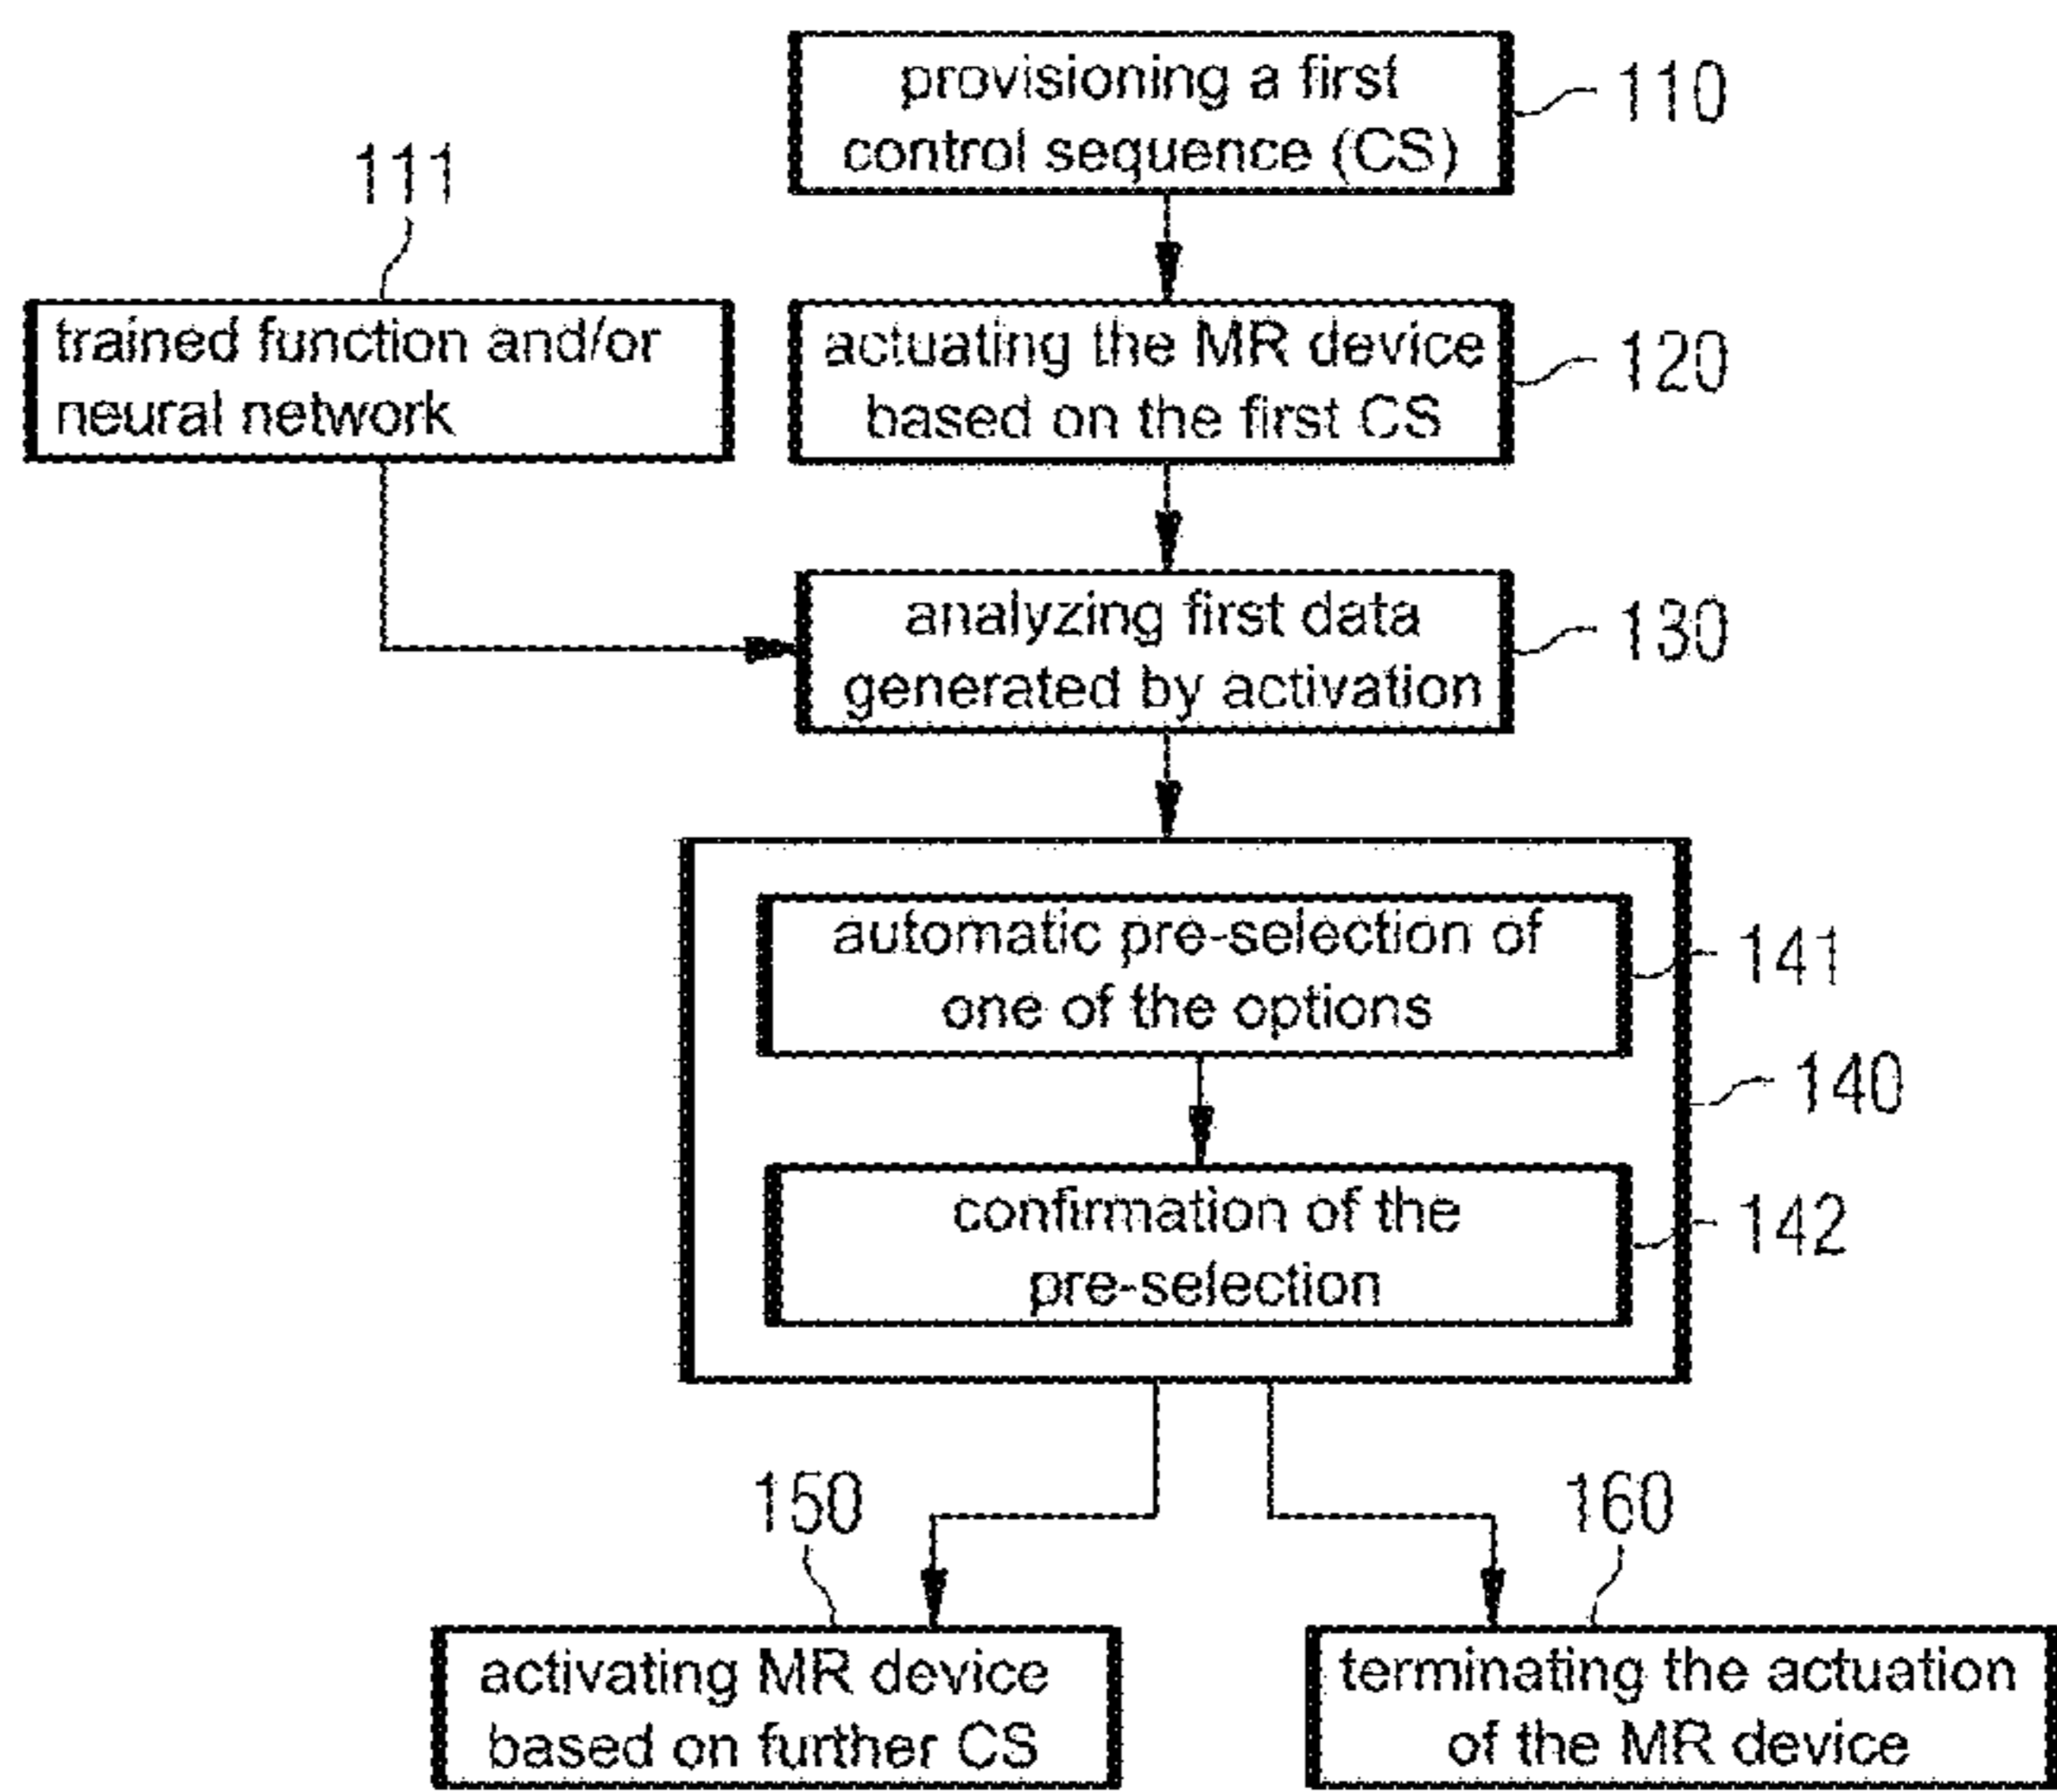 provisioning a first
control sequence (CS)
110
111
trained function and/or
neural network
actuating the MR device
based on the first CS
120
analyzing first data
generated by activation
130
automatic pre-selection of
one of the options
141
140
confirmation of the
pre-selection
142
150
160
activating MR device
based on further CS
terminating the actuation
of the MR device